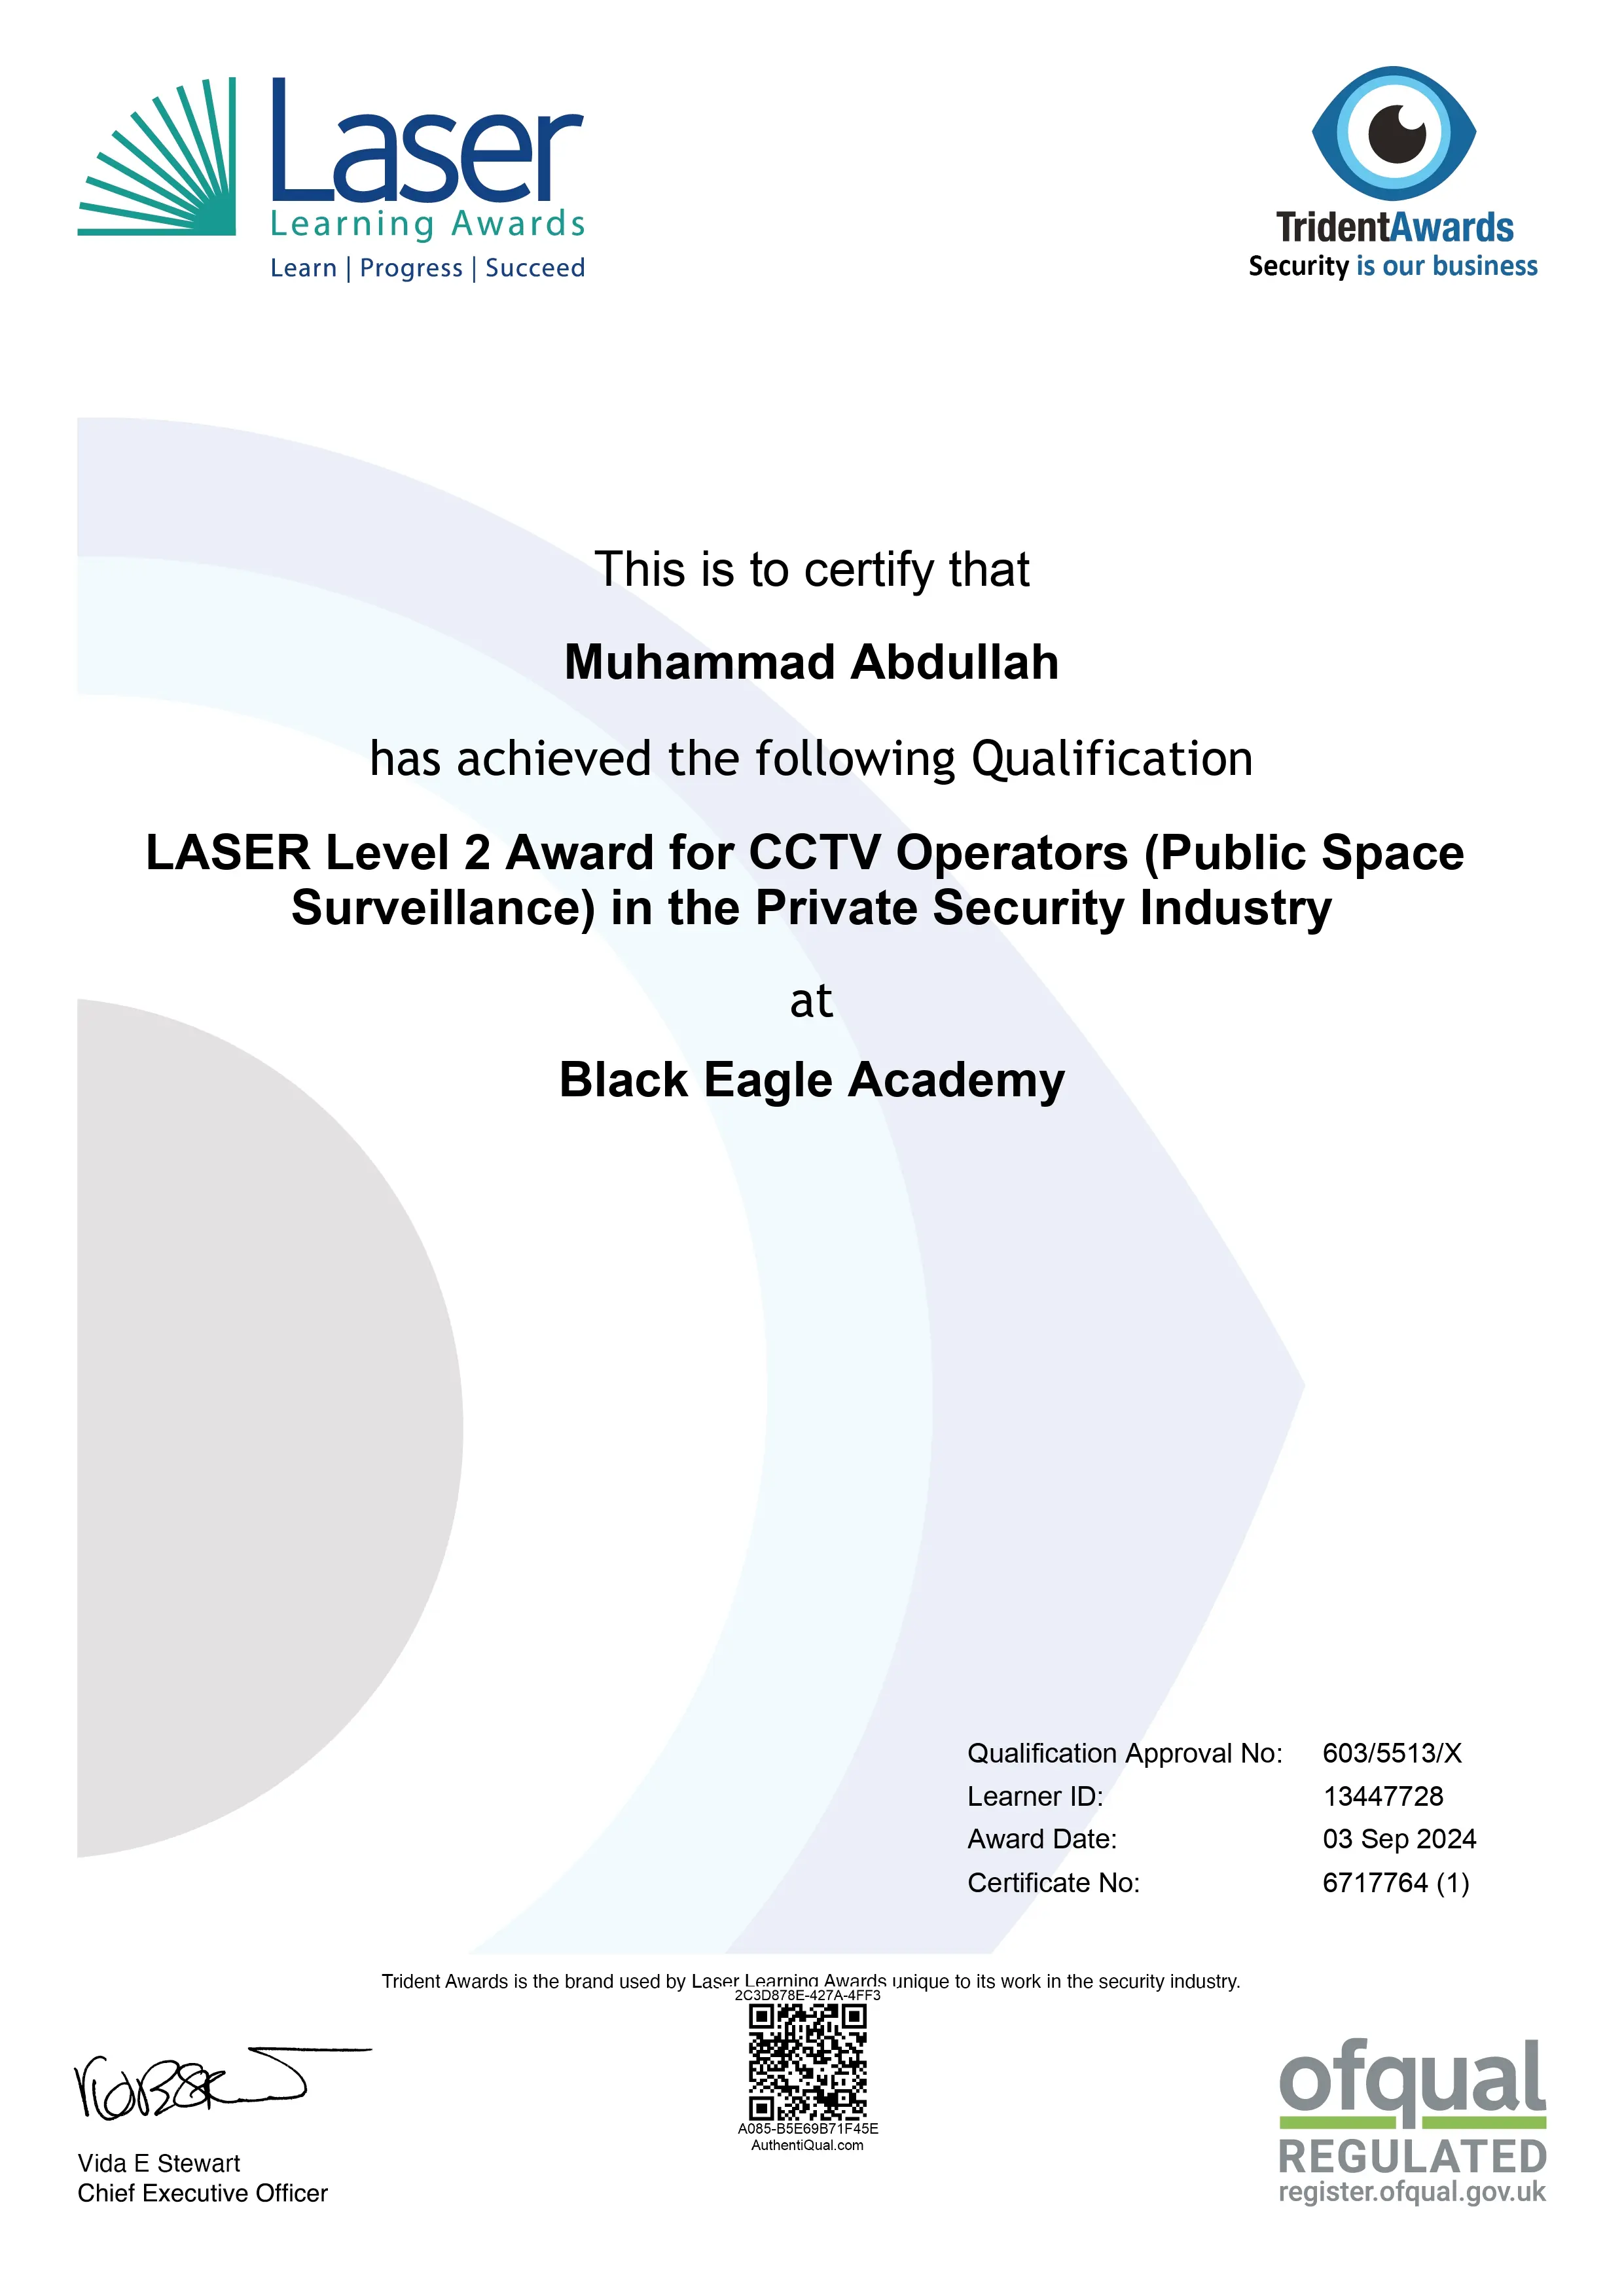 Laser
Learning Awards
Learn | Progress | Succeed
TridentAwards
Security is our business
This is to certify that
Muhammad Abdullah
has achieved the following Qualification
LASER Level 2 Award for CCTV Operators (Public Space
Surveillance) in the Private Security Industry
at
Black Eagle Academy
Qualification Approval No: 603/5513/X
Learner ID: 13447728
Award Date: 03 Sep 2024
Certificate No: 6717764 (1)
Trident Awards is the brand used by Laser Learning Awards unique to its work in the security industry.
2C3D878E-427A-4FF3
A085-B5E69B71F45E
AuthentiQual.com
Vida E Stewart
Chief Executive Officer
ofqual
REGULATED
register.ofqual.gov.uk